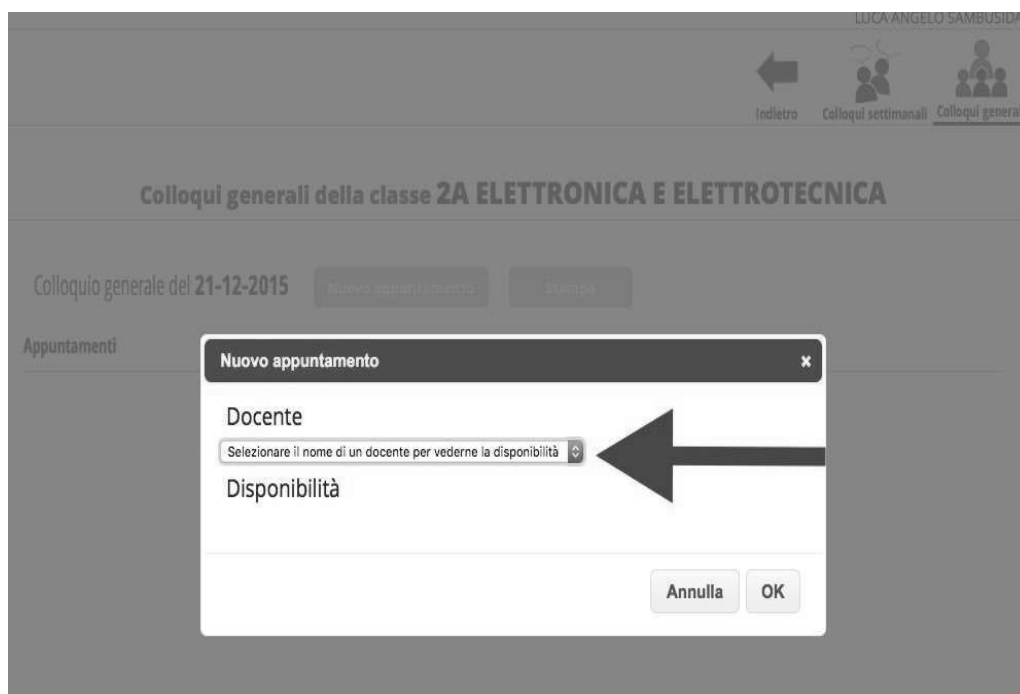 LUCA ANGELO SAMBUSIDA
Indietro
Colloqui settimanali
Colloqui general
Colloqui generali della classe 2A ELETTRONICA E ELETTROTECNICA
Colloquio generale del 21-12-2015
Nuovo appuntamento
Stampa
Appuntamenti
Nuovo appuntamento
x
Docente
Selezionare il nome di un docente per vederne la disponibilità
Disponibilità
Annulla
OK